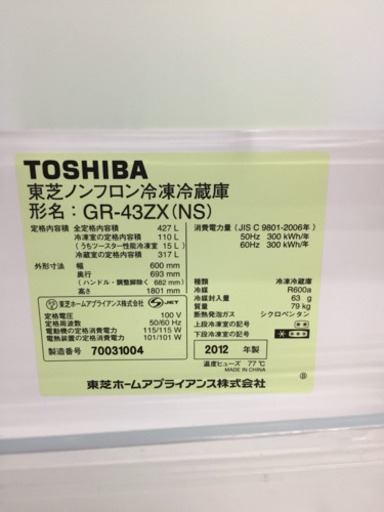 TOSHIBA
東芝ノンフロン冷凍冷蔵庫
形名：GR-43ZX(NS)
定格内容積 全定格内容積 427 L
冷凍室の定格内容積 110 L
(うちツースター性能冷凍室 15 L)
冷蔵室の定格内容積 317 L
外形寸法 幅 600 mm
奥行 693 mm
(ハンドル・調整脚除く 682 mm)
高さ 1801 mm
東芝ホームアプライアンス株式会社 S-JET
定格電圧 100 V
定格周波数 50/60 Hz
電動機の定格消費電力 115/115 W
電熱装置の定格消費電力 101/101 W
製造番号 70031004
消費電力量 (JIS C 9801-2006年)
50Hz 300 kWh/年
60Hz 300 kWh/年
種類 冷凍冷蔵庫
冷媒 R600a
冷媒封入量 63 g
質量 79 kg
断熱発泡ガス シクロペンタン
上段冷凍室の記号
下段冷凍室の記号
2012 年製
温度ヒューズ 77℃
MADE IN CHINA
東芝ホームアプライアンス株式会社
Ⓑ